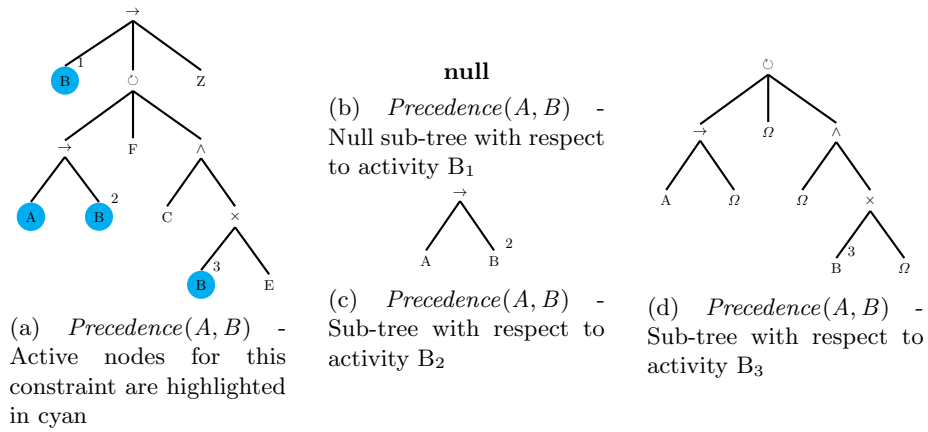 →
1
B
↻
Z
→
F
∧
A
B
2
C
×
B
3
E
(a) Precedence(A, B) -
Active nodes for this
constraint are highlighted
in cyan
null
(b) Precedence(A, B) -
Null sub-tree with respect
to activity B₁
→
A
B
2
(c) Precedence(A, B) -
Sub-tree with respect to
activity B₂
↻
→
Ω
∧
A
Ω
Ω
×
3
B
Ω
(d) Precedence(A, B) -
Sub-tree with respect to
activity B₃